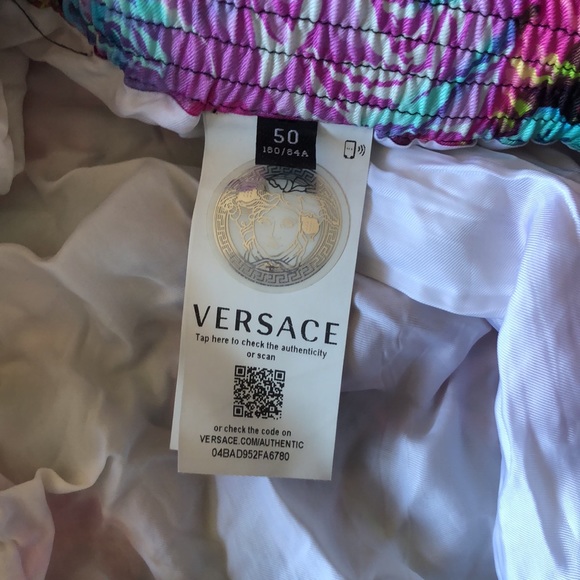 50
180/84A
VERSACE
Tap here to check the authenticity
or scan
or check the code on
VERSACE.COM/AUTHENTIC
04BAD952FA6780